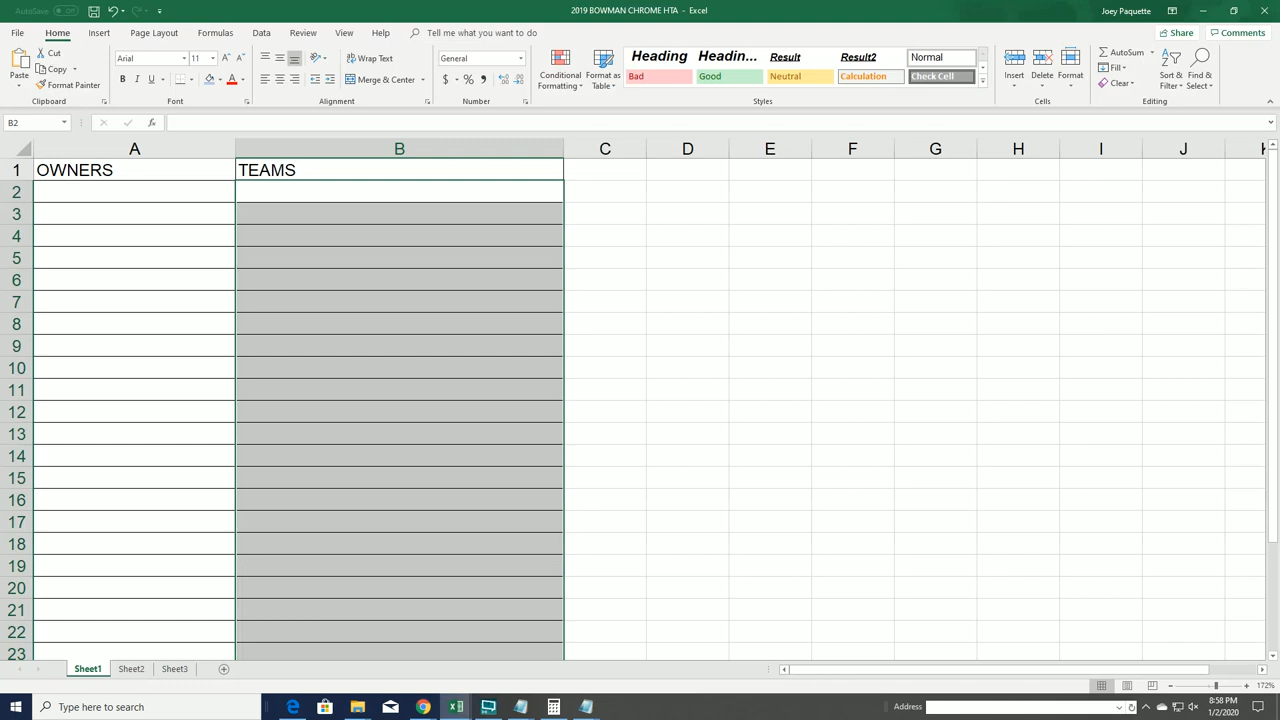 AutoSave Off 2019 BOWMAN CHROME HTA - Excel Joey Paquette
File Home Insert Page Layout Formulas Data Review View Help Tell me what you want to do Share Comments
Paste Cut Copy Format Painter Clipboard
Arial 11 A A B I U A Font
Wrap Text Merge & Center Alignment
General $ % Number
Conditional Formatting Format as Table
Heading Headin... Result Result2 Normal
Bad Good Neutral Calculation Check Cell
Styles
Insert Delete Format Cells
AutoSum Fill Clear Sort & Filter Find & Select Editing
B2 fx
A B C D E F G H I J
1 OWNERS TEAMS
2
3
4
5
6
7
8
9
10
11
12
13
14
15
16
17
18
19
20
21
22
23
Sheet1 Sheet2 Sheet3
172%
Type here to search Address 8:58 PM
1/2/2020